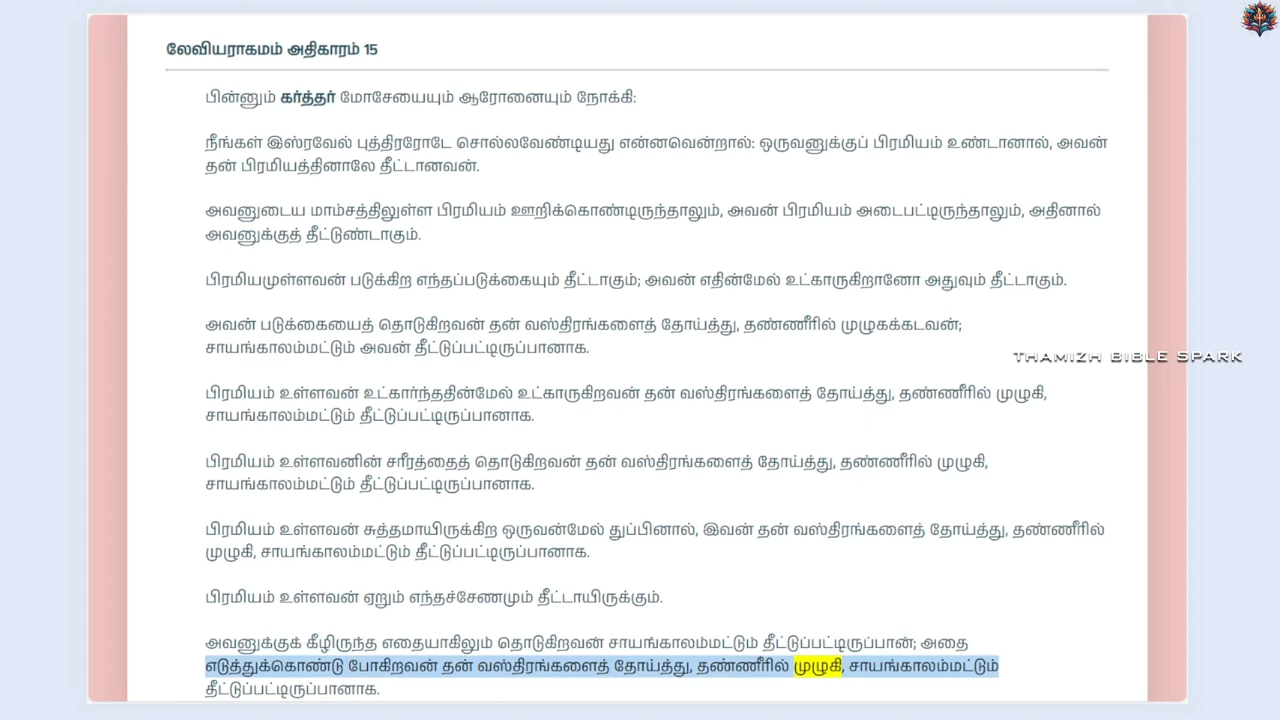 லேவியராகமம் அதிகாரம் 15
பின்னும் கர்த்தர் மோசேயையும் ஆரோனையும் நோக்கி:
நீங்கள் இஸ்ரவேல் புத்திரரோடே சொல்லவேண்டியது என்னவென்றால்: ஒருவனுக்குப் பிரமியம் உண்டானால், அவன்
தன் பிரமியத்தினாலே தீட்டானவன்.
அவனுடைய மாம்சத்திலுள்ள பிரமியம் ஊறிக்கொண்டிருந்தாலும், அவன் பிரமியம் அடைபட்டிருந்தாலும், அதினால்
அவனுக்குத் தீட்டுண்டாகும்.
பிரமியமுள்ளவன் படுக்கிற எந்தப்படுக்கையும் தீட்டாகும்; அவன் எதின்மேல் உட்காருகிறானோ அதுவும் தீட்டாகும்.
அவன் படுக்கையைத் தொடுகிறவன் தன் வஸ்திரங்களைத் தோய்த்து, தண்ணீரில் முழுகக்கடவன்;
சாயங்காலம்மட்டும் அவன் தீட்டுப்பட்டிருப்பானாக.
THAMIZH BIBLE SPARK
பிரமியம் உள்ளவன் உட்கார்ந்ததின்மேல் உட்காருகிறவன் தன் வஸ்திரங்களைத் தோய்த்து, தண்ணீரில் முழுகி,
சாயங்காலம்மட்டும் தீட்டுப்பட்டிருப்பானாக.
பிரமியம் உள்ளவனின் சரீரத்தைத் தொடுகிறவன் தன் வஸ்திரங்களைத் தோய்த்து, தண்ணீரில் முழுகி,
சாயங்காலம்மட்டும் தீட்டுப்பட்டிருப்பானாக.
பிரமியம் உள்ளவன் சுத்தமாயிருக்கிற ஒருவன்மேல் துப்பினால், இவன் தன் வஸ்திரங்களைத் தோய்த்து, தண்ணீரில்
முழுகி, சாயங்காலம்மட்டும் தீட்டுப்பட்டிருப்பானாக.
பிரமியம் உள்ளவன் ஏறும் எந்தச்சேணமும் தீட்டாயிருக்கும்.
அவனுக்குக் கீழிருந்த எதையாகிலும் தொடுகிறவன் சாயங்காலம்மட்டும் தீட்டுப்பட்டிருப்பான்; அதை
எடுத்துக்கொண்டு போகிறவன் தன் வஸ்திரங்களைத் தோய்த்து, தண்ணீரில் முழுகி, சாயங்காலம்மட்டும்
தீட்டுப்பட்டிருப்பானாக.